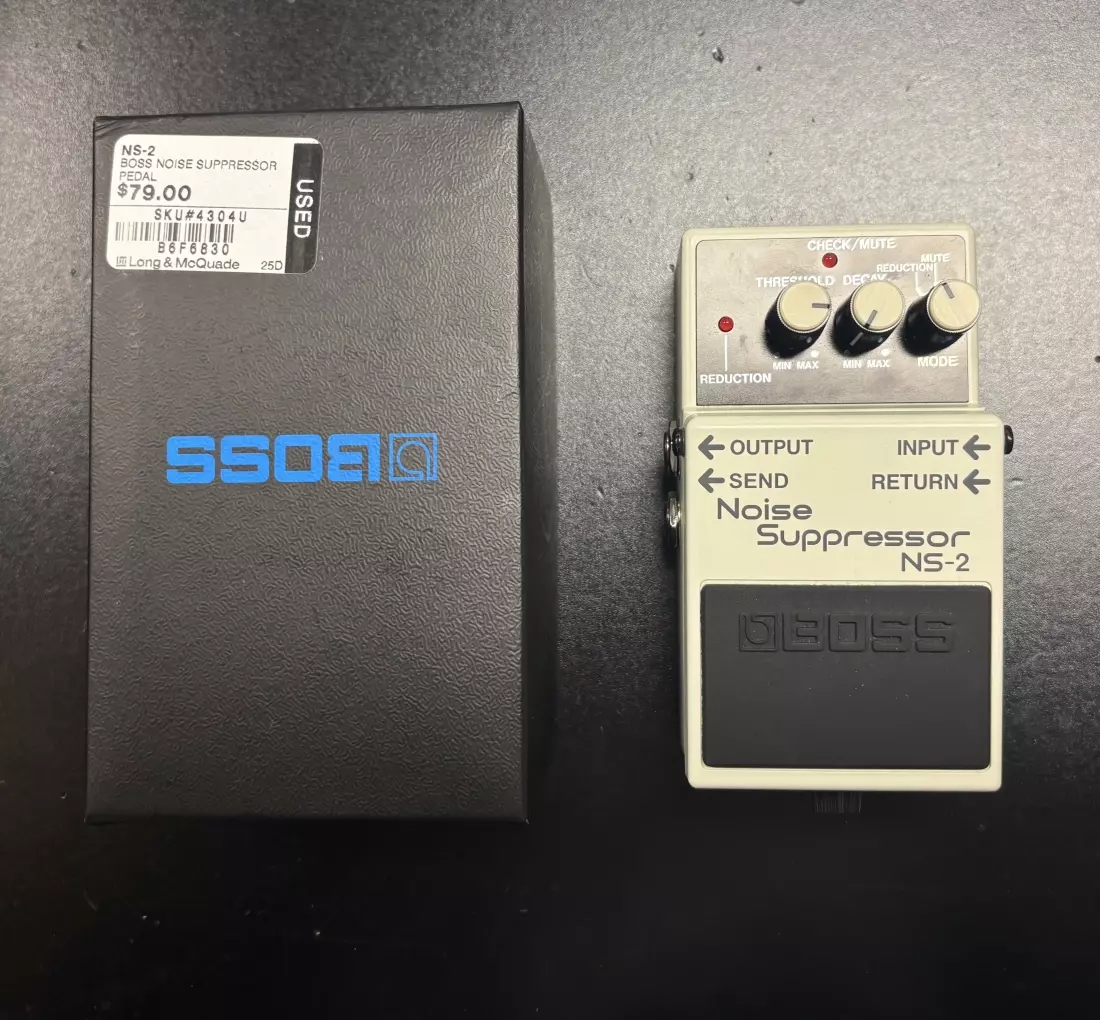 NS-2
BOSS NOISE SUPPRESSOR
PEDAL
$79.00
USED
SKU#4304U
B6F6830
Long & McQuade 25D
BOSS
CHECK/MUTE
MUTE
REDUCTION
THRESHOLD DECAY
MIN MAX
MIN MAX
MODE
REDUCTION
OUTPUT
INPUT
SEND
RETURN
Noise
Suppressor
NS-2
BOSS